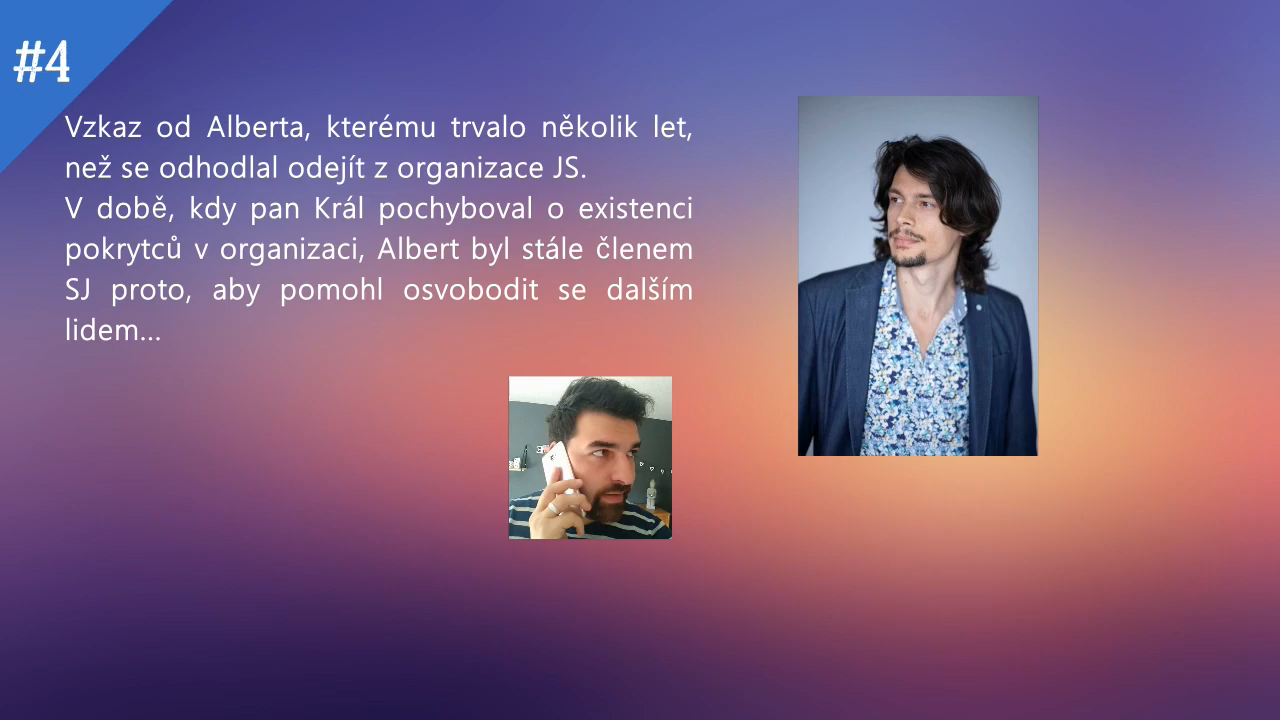 #4
Vzkaz od Alberta, kterému trvalo několik let,
než se odhodlal odejít z organizace JS.
V době, kdy pan Král pochyboval o existenci
pokrytců v organizaci, Albert byl stále členem
SJ proto, aby pomohl osvobodit se dalším
lidem...